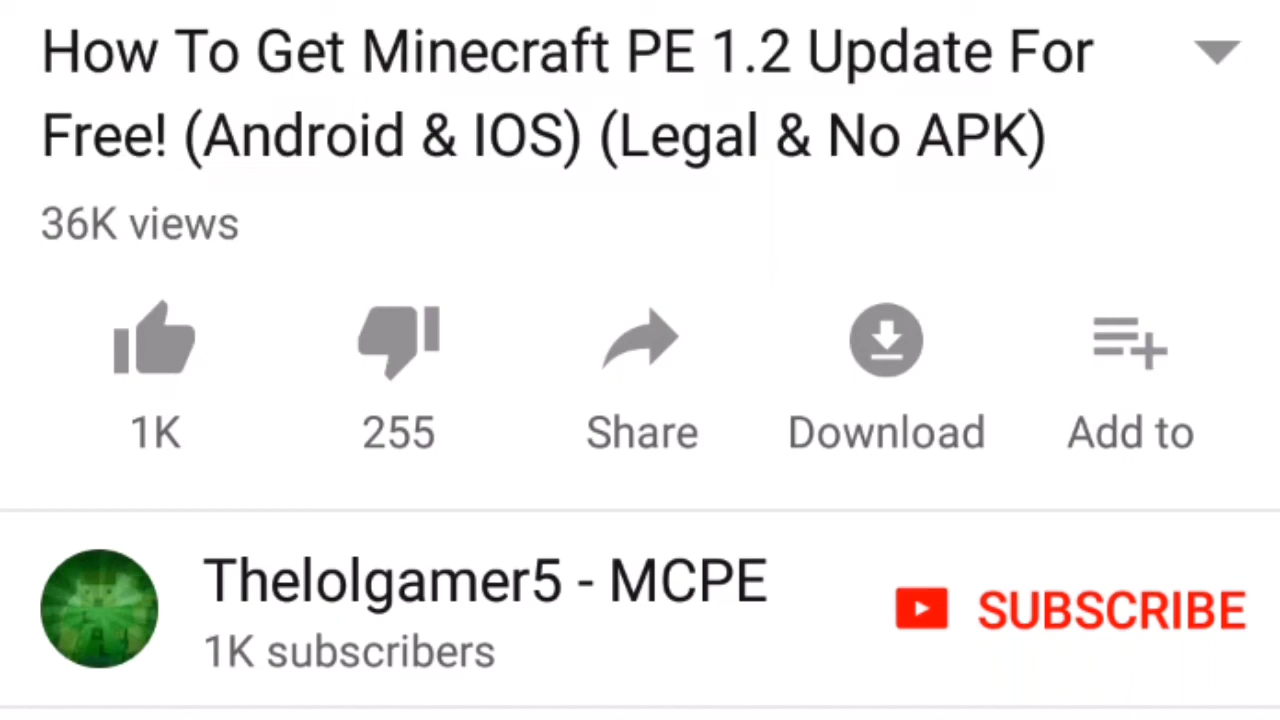 How To Get Minecraft PE 1.2 Update For
Free! (Android & IOS) (Legal & No APK)
36K views
1K 255 Share Download Add to
Thelolgamer5 - MCPE
SUBSCRIBE
1K subscribers